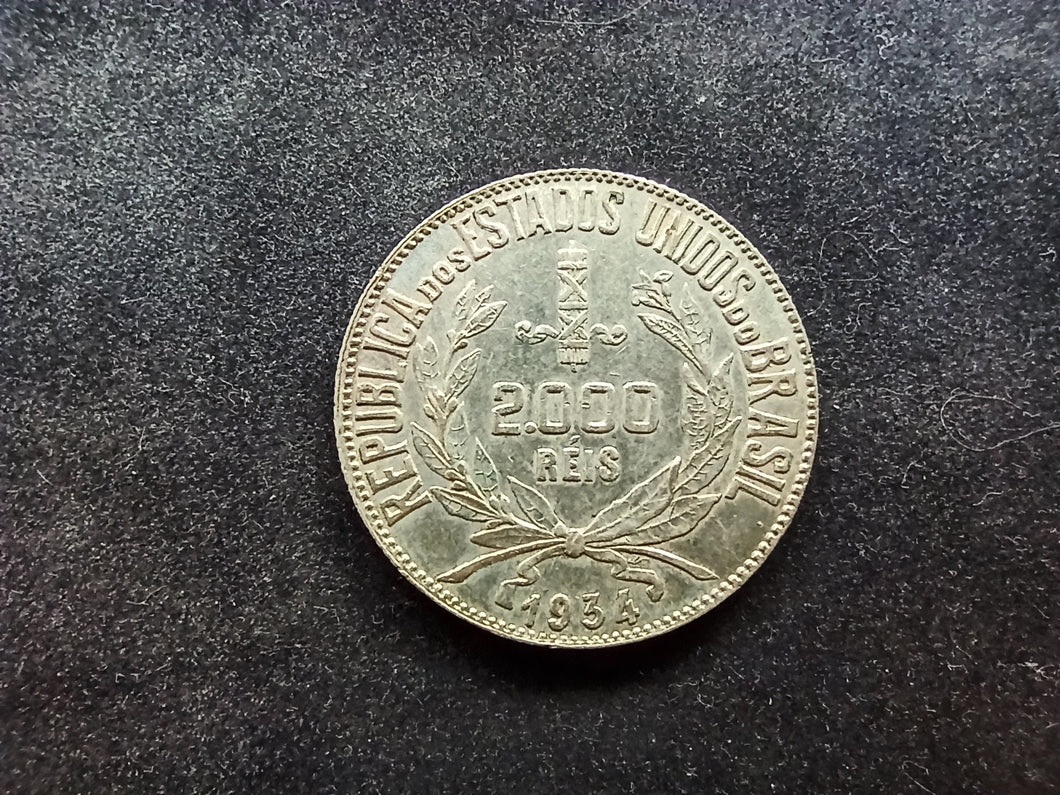 REPUBLICA DOS ESTADOS UNIDOS DO BRASIL
2.000
RÉIS
1934